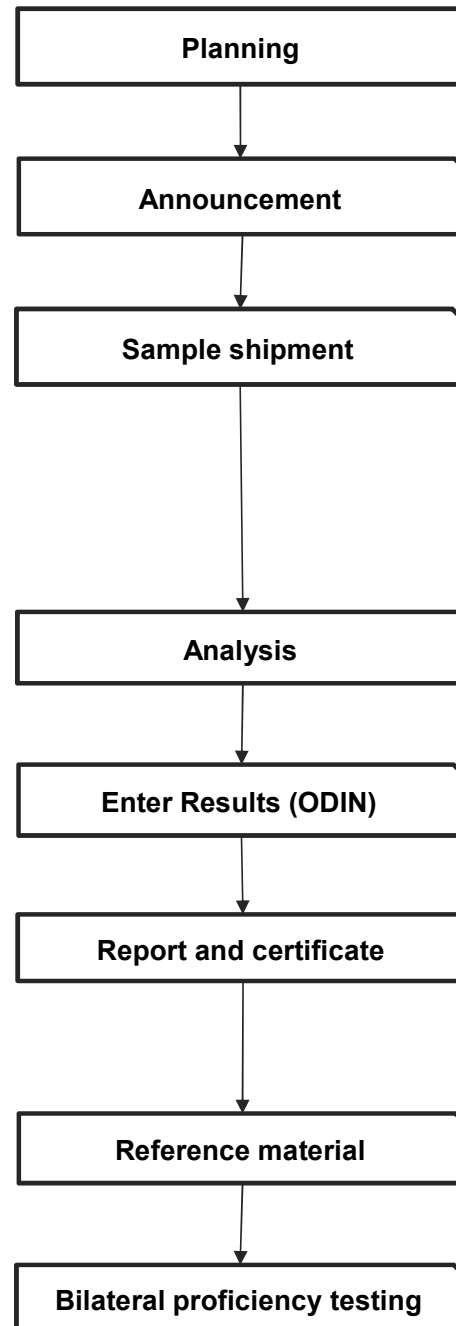 Planning
Announcement
Sample shipment
Analysis
Enter Results (ODIN)
Report and certificate
Reference material
Bilateral proficiency testing